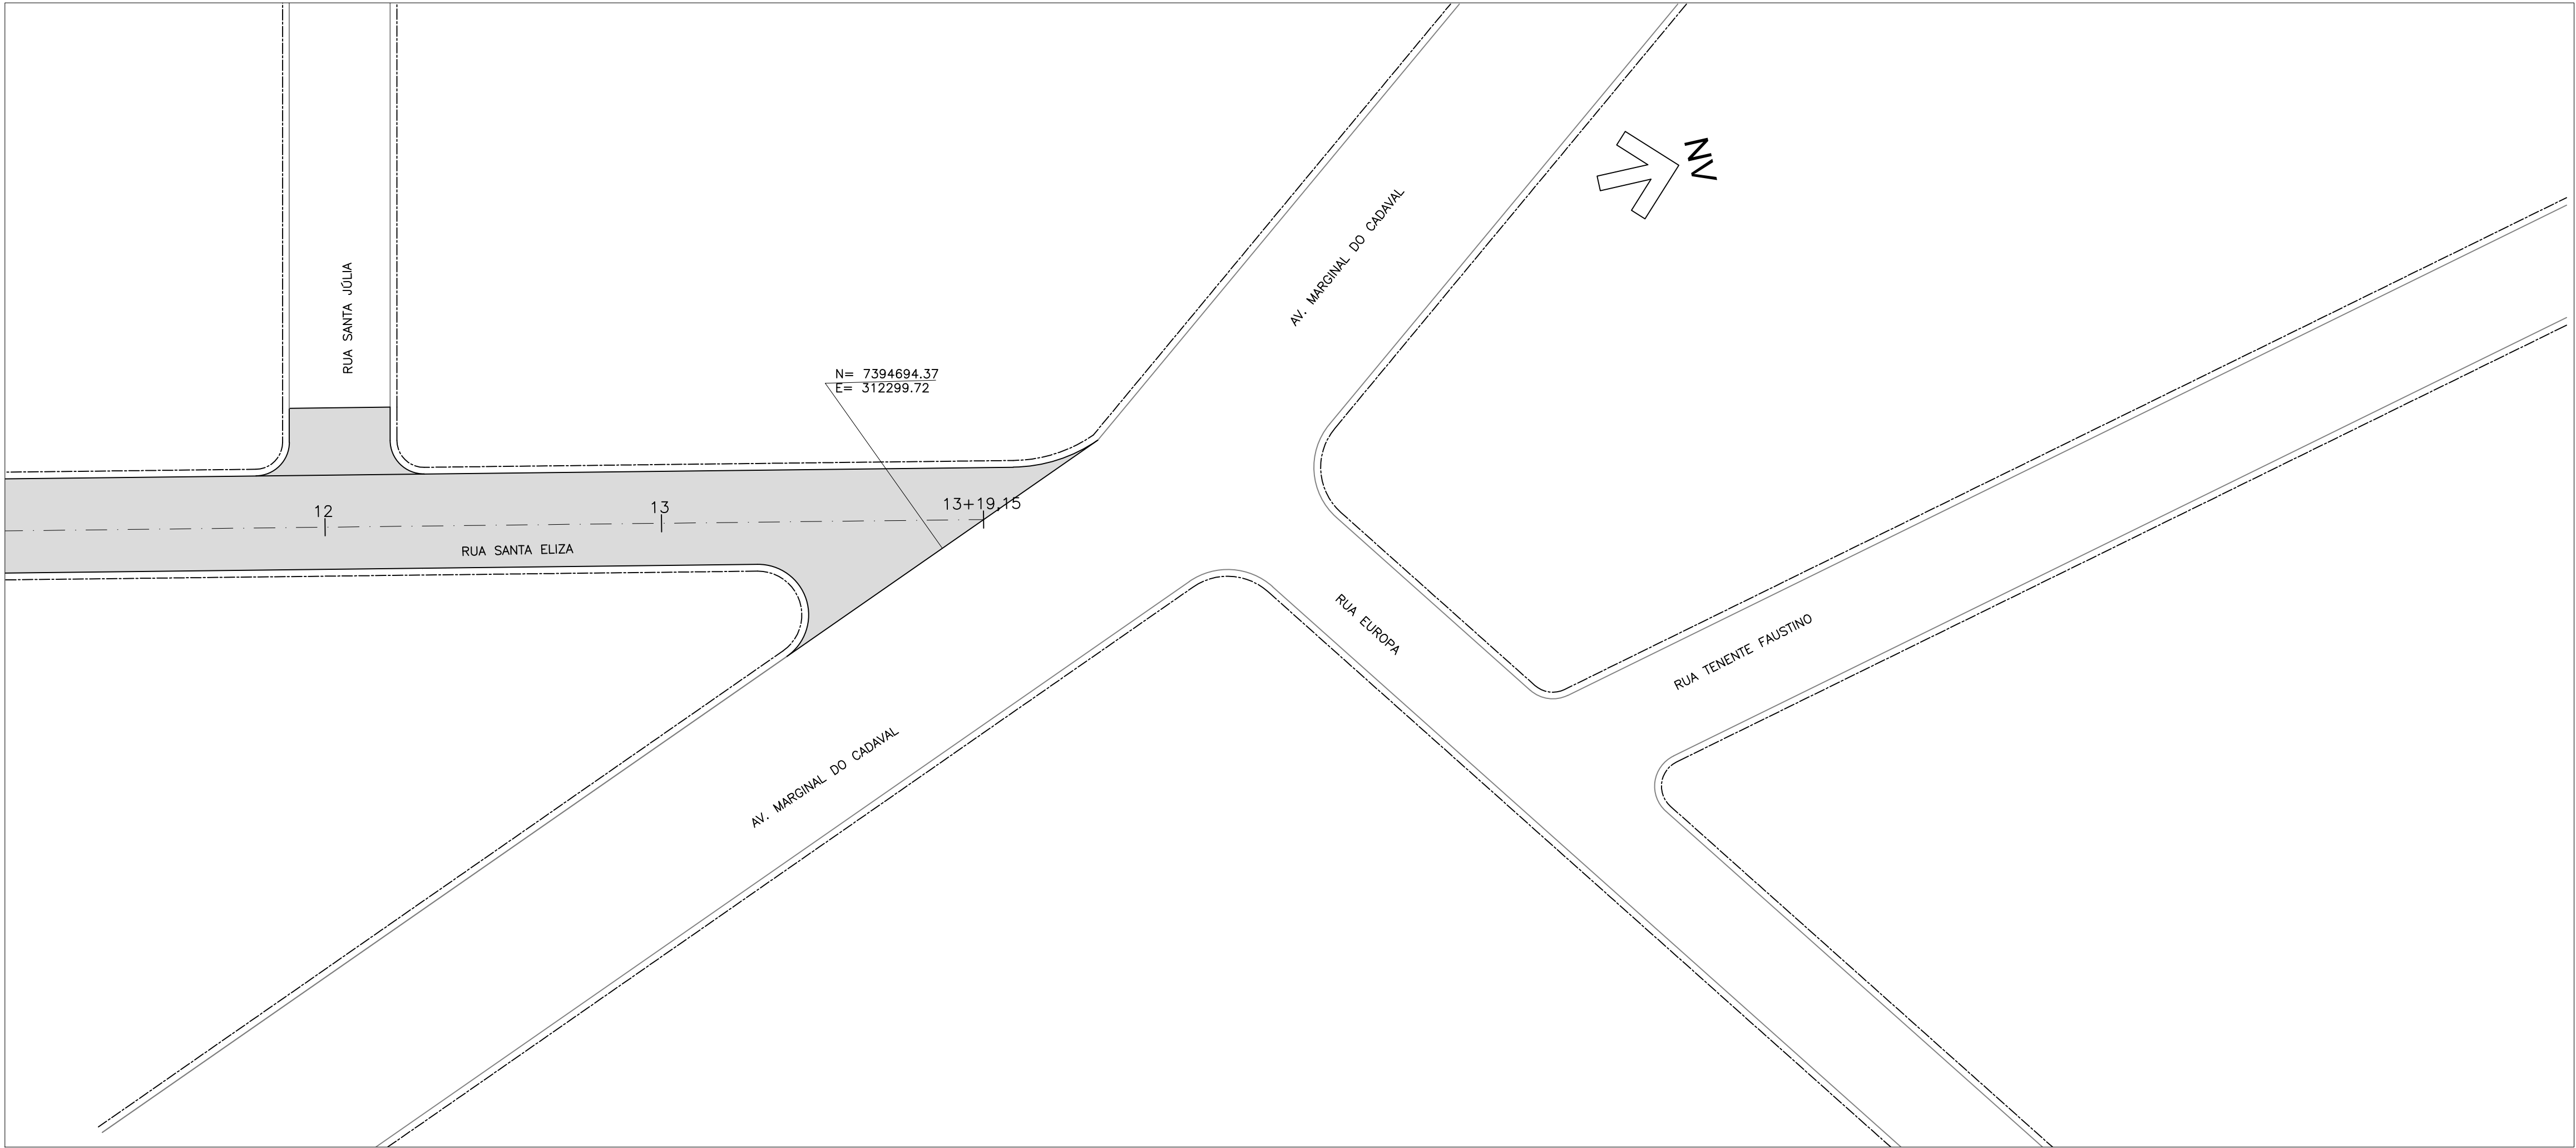 NV
AV. MARGINAL DO CADAVAL
RUA SANTA JÚLIA
N= 7394694.37
E= 312299.72
12
13
13+19,15
RUA SANTA ELIZA
RUA EUROPA
RUA TENENTE FAUSTINO
AV. MARGINAL DO CADAVAL